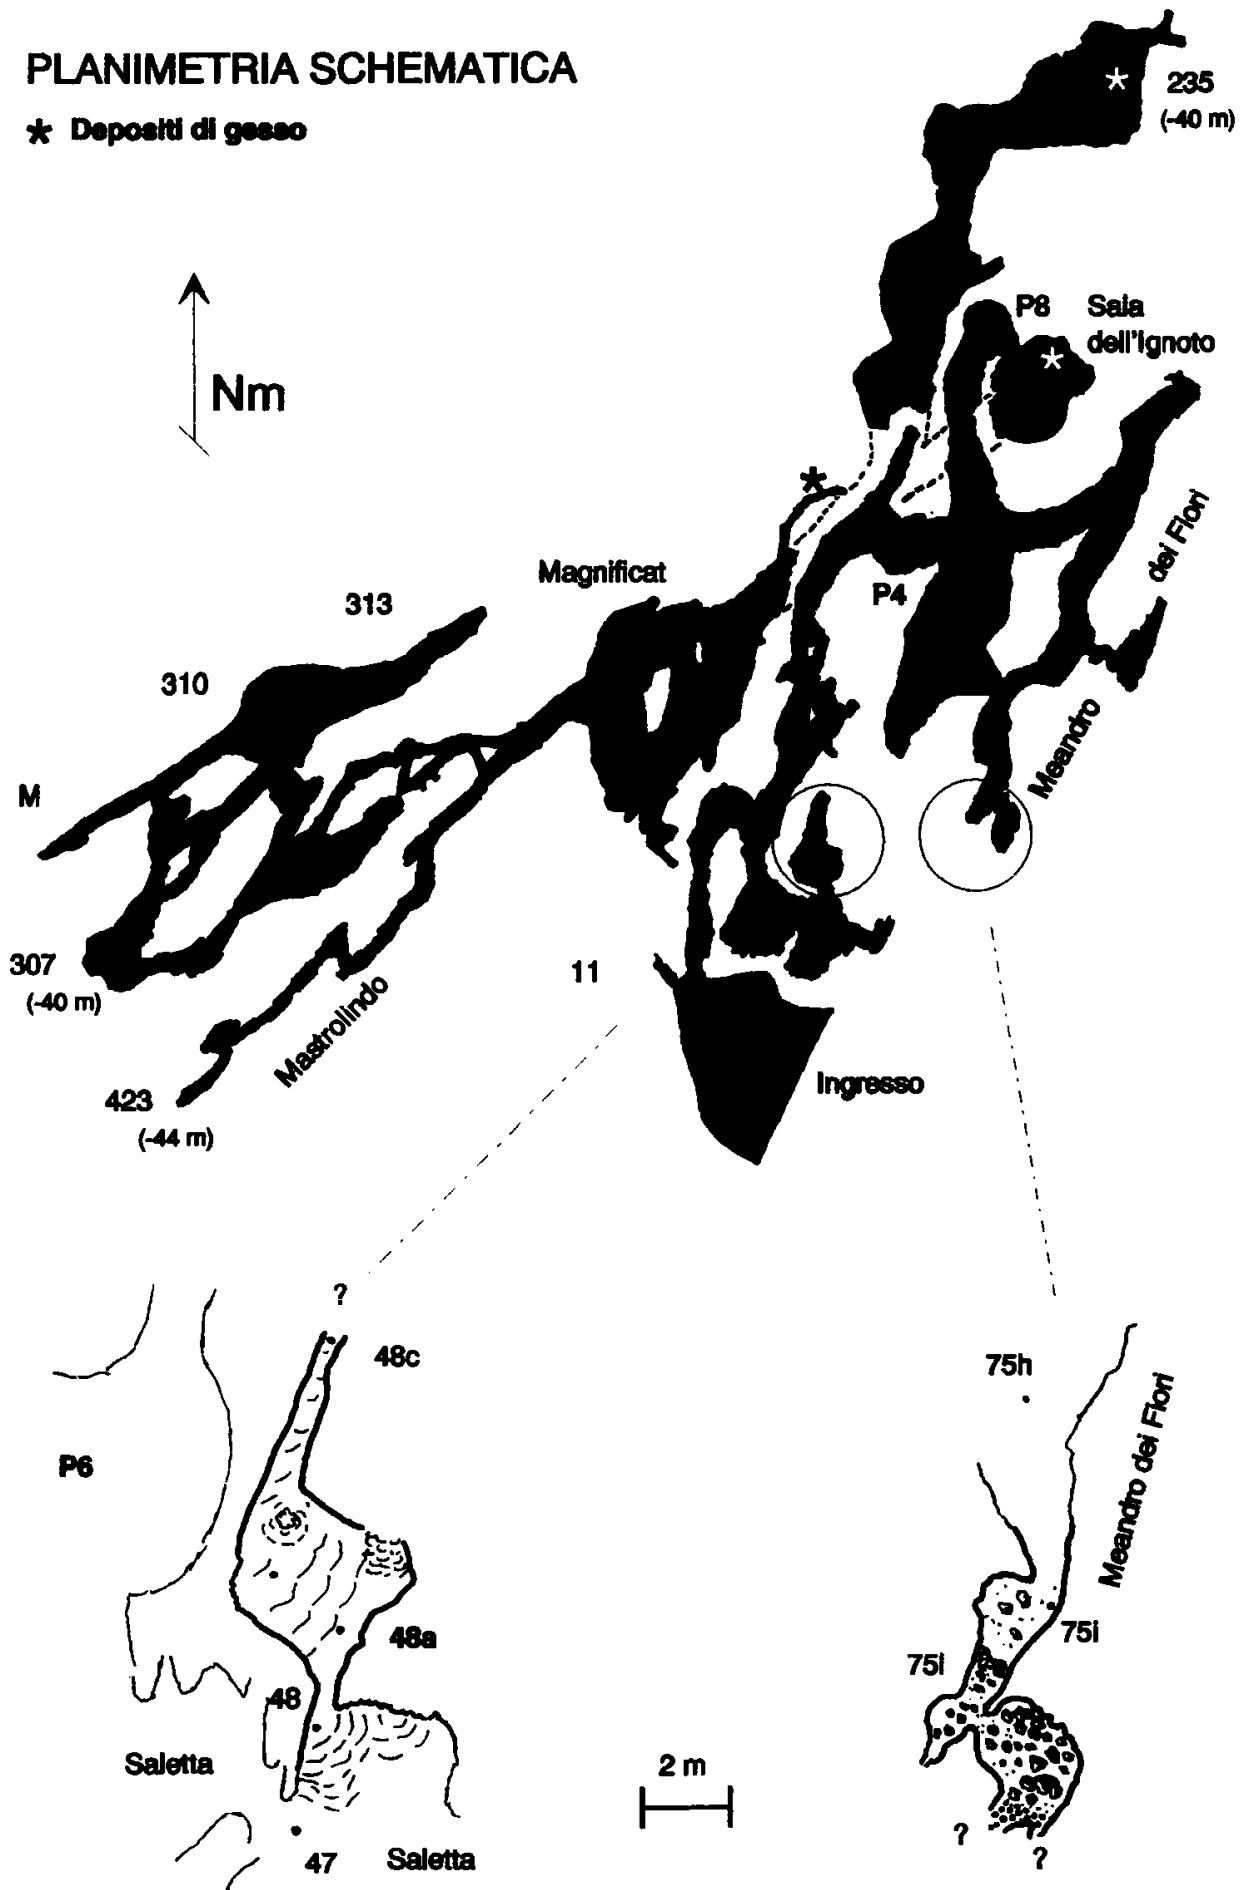 PLANIMETRIA SCHEMATICA
* Depositi di gesso
235
(-40 m)
P8
Sala
dell'Ignoto
Nm
dei Fiori
Magnificat
P4
313
310
Meandro
M
307
(-40 m)
11
Mastrolindo
Ingresso
423
(-44 m)
?
48c
75h
Meandro dei Fiori
P6
48a
75i
75l
48
Saletta
2 m
?
47
Saletta
?